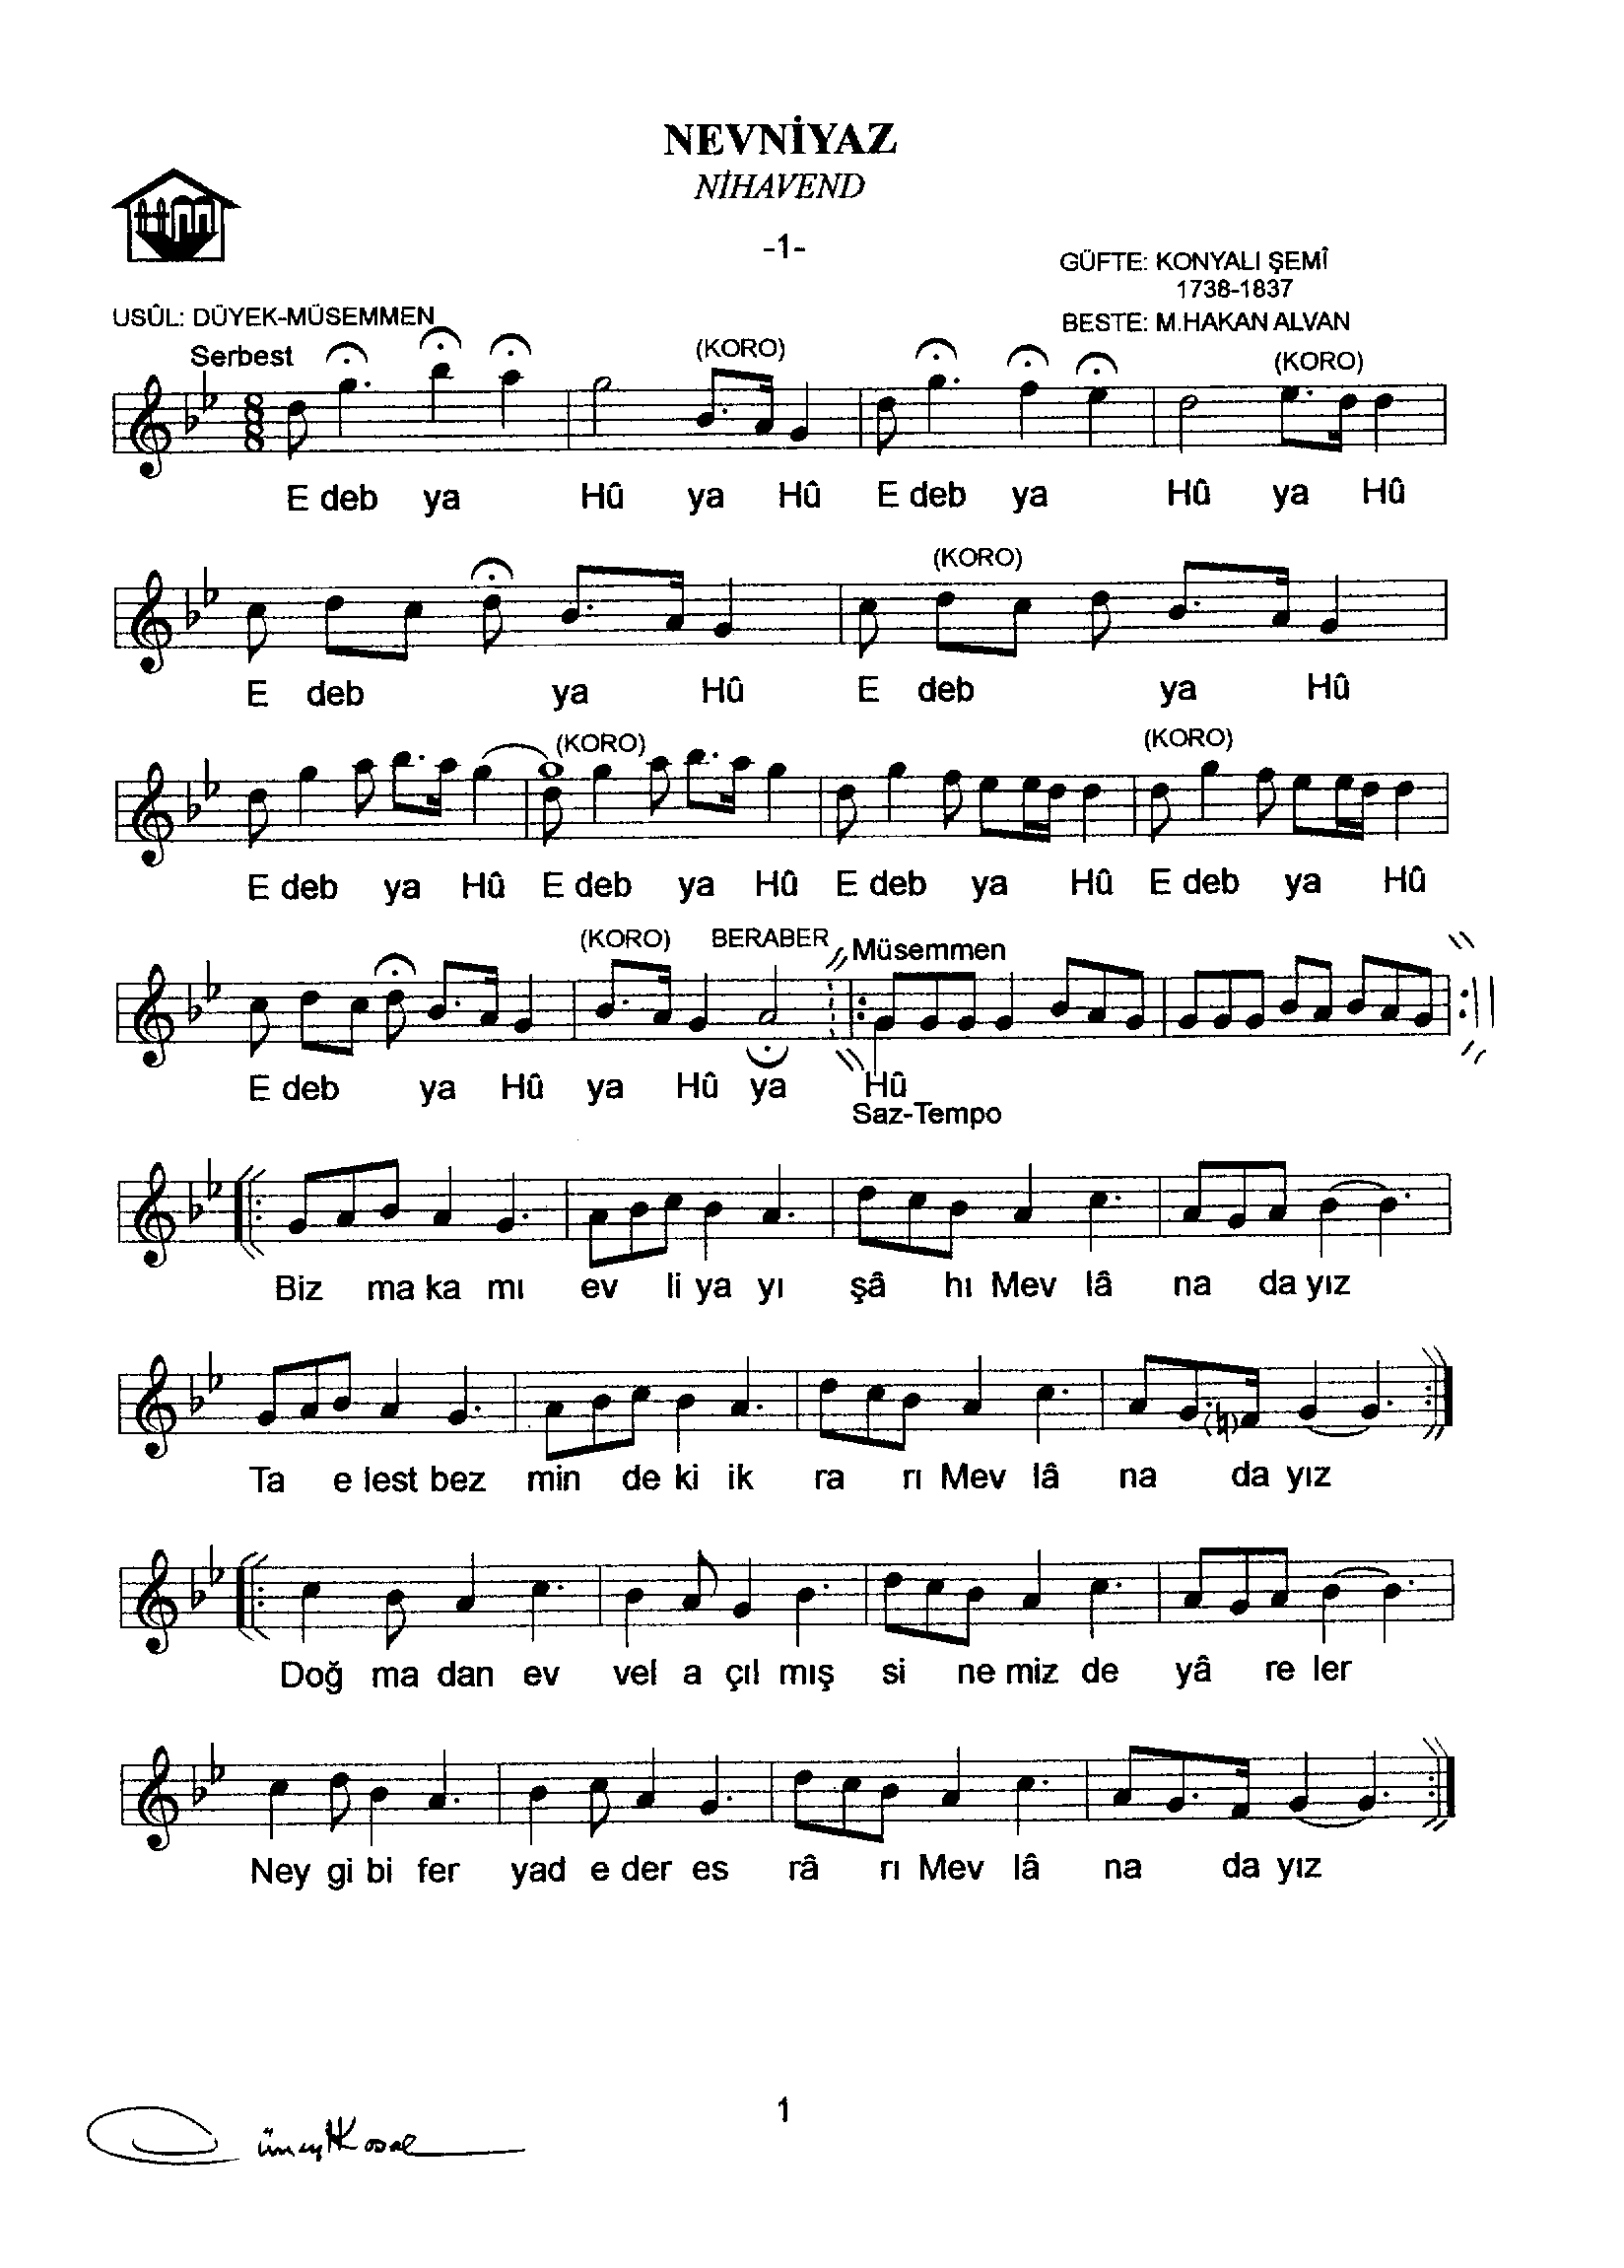 NEVNİYAZ
NİHAVEND
-1-
GÜFTE: KONYALI ŞEMÎ
1738-1837
USÛL: DÜYEK-MÜSEMMEN
BESTE: M.HAKAN ALVAN
Serbest
(KORO)
(KORO)
E deb ya Hû ya Hû E deb ya Hû ya Hû
(KORO)
E deb ya Hû E deb ya Hû
(KORO)
(KORO)
E deb ya Hû E deb ya Hû E deb ya Hû E deb ya Hû
(KORO) BERABER
Müsemmen
E deb ya Hû ya Hû ya Hû
Saz-Tempo
Biz ma ka mı ev li ya yı şâ hı Mev lâ na da yız
Ta e lest bez min de ki ik ra rı Mev lâ na da yız
Doğ ma dan ev vel a çıl mış si ne miz de yâ re ler
Ney gi bi fer yad e der es râ rı Mev lâ na da yız
1